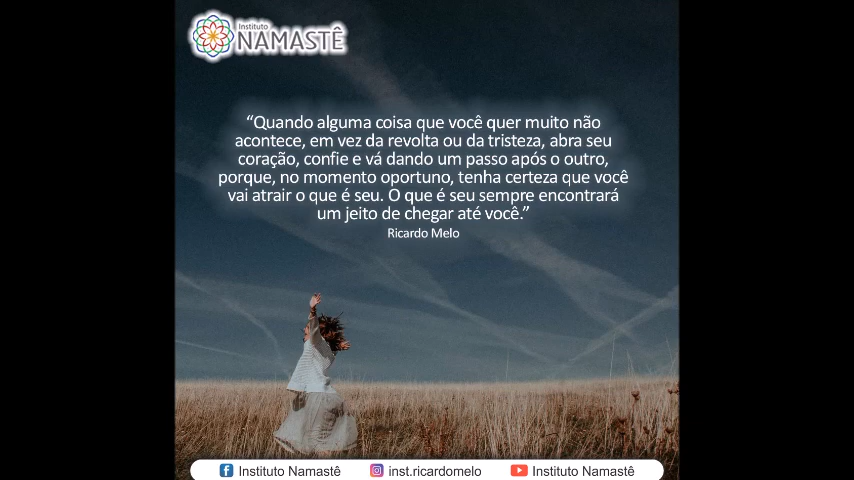 Instituto
NAMASTÊ
“Quando alguma coisa que você quer muito não
acontece, em vez da revolta ou da tristeza, abra seu
coração, confie e vá dando um passo após o outro,
porque, no momento oportuno, tenha certeza que você
vai atrair o que é seu. O que é seu sempre encontrará
um jeito de chegar até você.”
Ricardo Melo
Instituto Namastê inst.ricardomelo Instituto Namastê